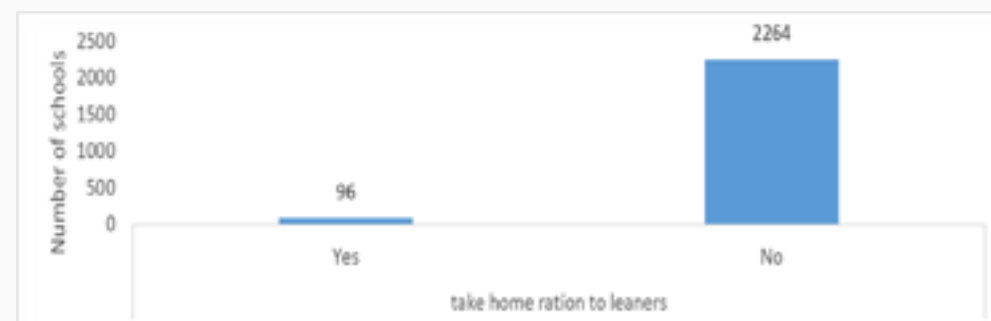 Number of schools
2500
2000
1500
1000
500
0
96
2264
Yes
No
take home ration to leaners